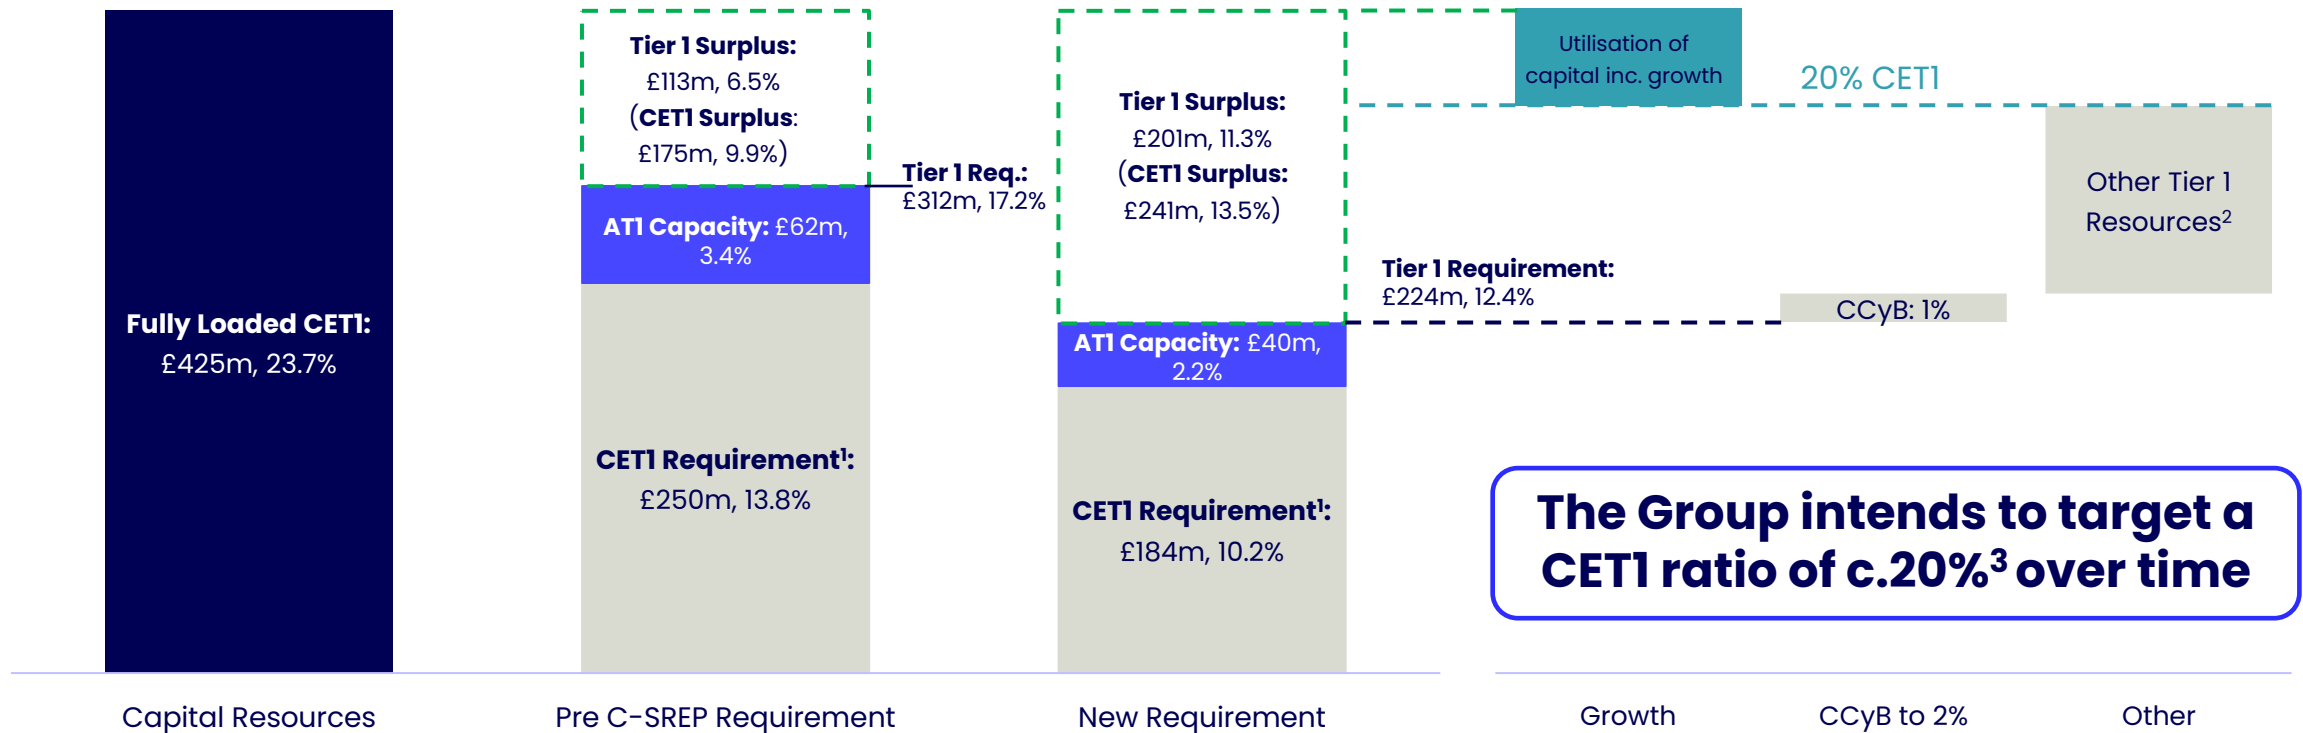 Fully Loaded CET1:
£425m, 23.7%
Capital Resources
Tier 1 Surplus:
£113m, 6.5%
(CET1 Surplus:
£175m, 9.9%)
Tier 1 Req.:
£312m, 17.2%
AT1 Capacity: £62m,
3.4%
CET1 Requirement¹:
£250m, 13.8%
Pre C-SREP Requirement
Tier 1 Surplus:
£201m, 11.3%
(CET1 Surplus:
£241m, 13.5%)
Tier 1 Requirement:
£224m, 12.4%
AT1 Capacity: £40m,
2.2%
CET1 Requirement¹:
£184m, 10.2%
New Requirement
Utilisation of
capital inc. growth
20% CET1
Other Tier 1
Resources²
CCyB: 1%
The Group intends to target a
CET1 ratio of c.20%³ over time
Growth
CCyB to 2%
Other